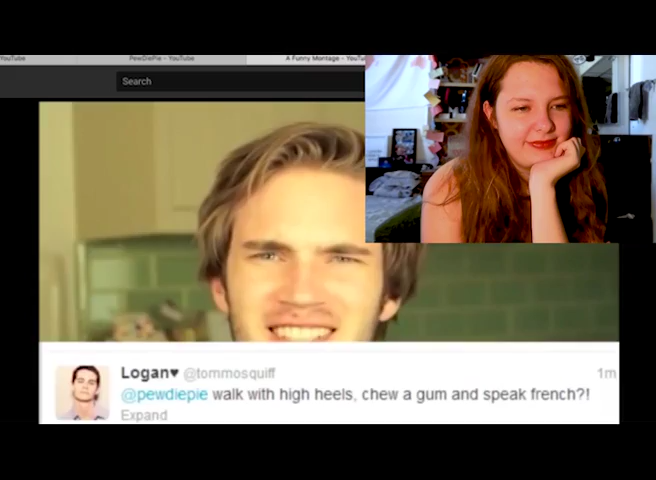 YouTube
PewDiePie - YouTube
A Funny Montage - YouTu
Search
Logan♥ @tommosquiff 1m
@pewdiepie walk with high heels, chew a gum and speak french?!
Expand